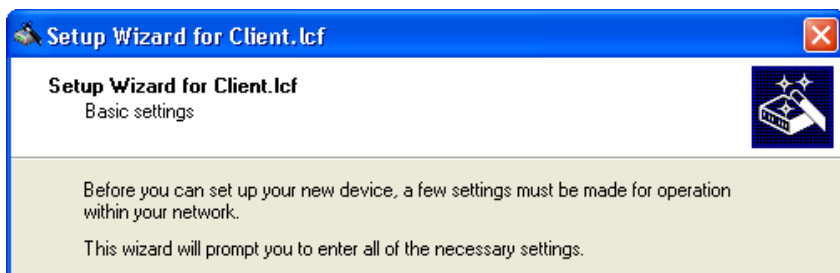 Setup Wizard for Client.lcf
Setup Wizard for Client.lcf
Basic settings
Before you can set up your new device, a few settings must be made for operation
within your network.
This wizard will prompt you to enter all of the necessary settings.